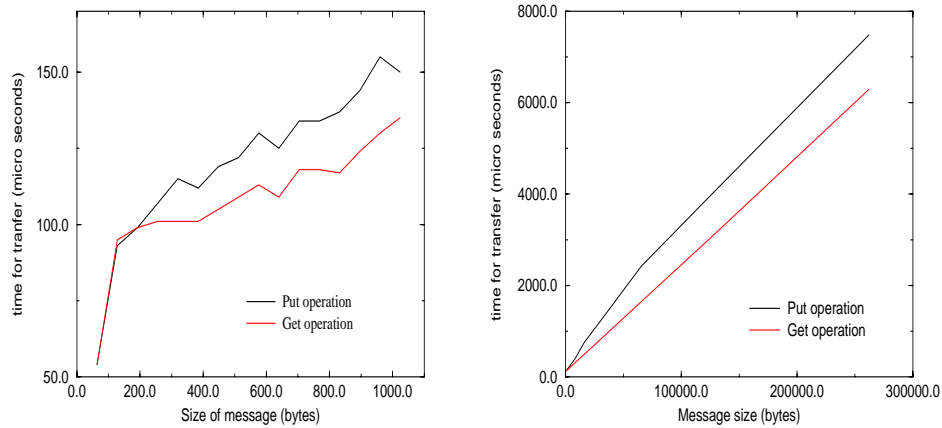 150.0
100.0
50.0
0.0 200.0 400.0 600.0 800.0 1000.0
Size of message (bytes)
time for tranfer (micro seconds)
Put operation
Get operation
8000.0
6000.0
4000.0
2000.0
0.0
0.0 100000.0 200000.0 300000.0
Message size (bytes)
time for transfer (micro seconds)
Put operation
Get operation